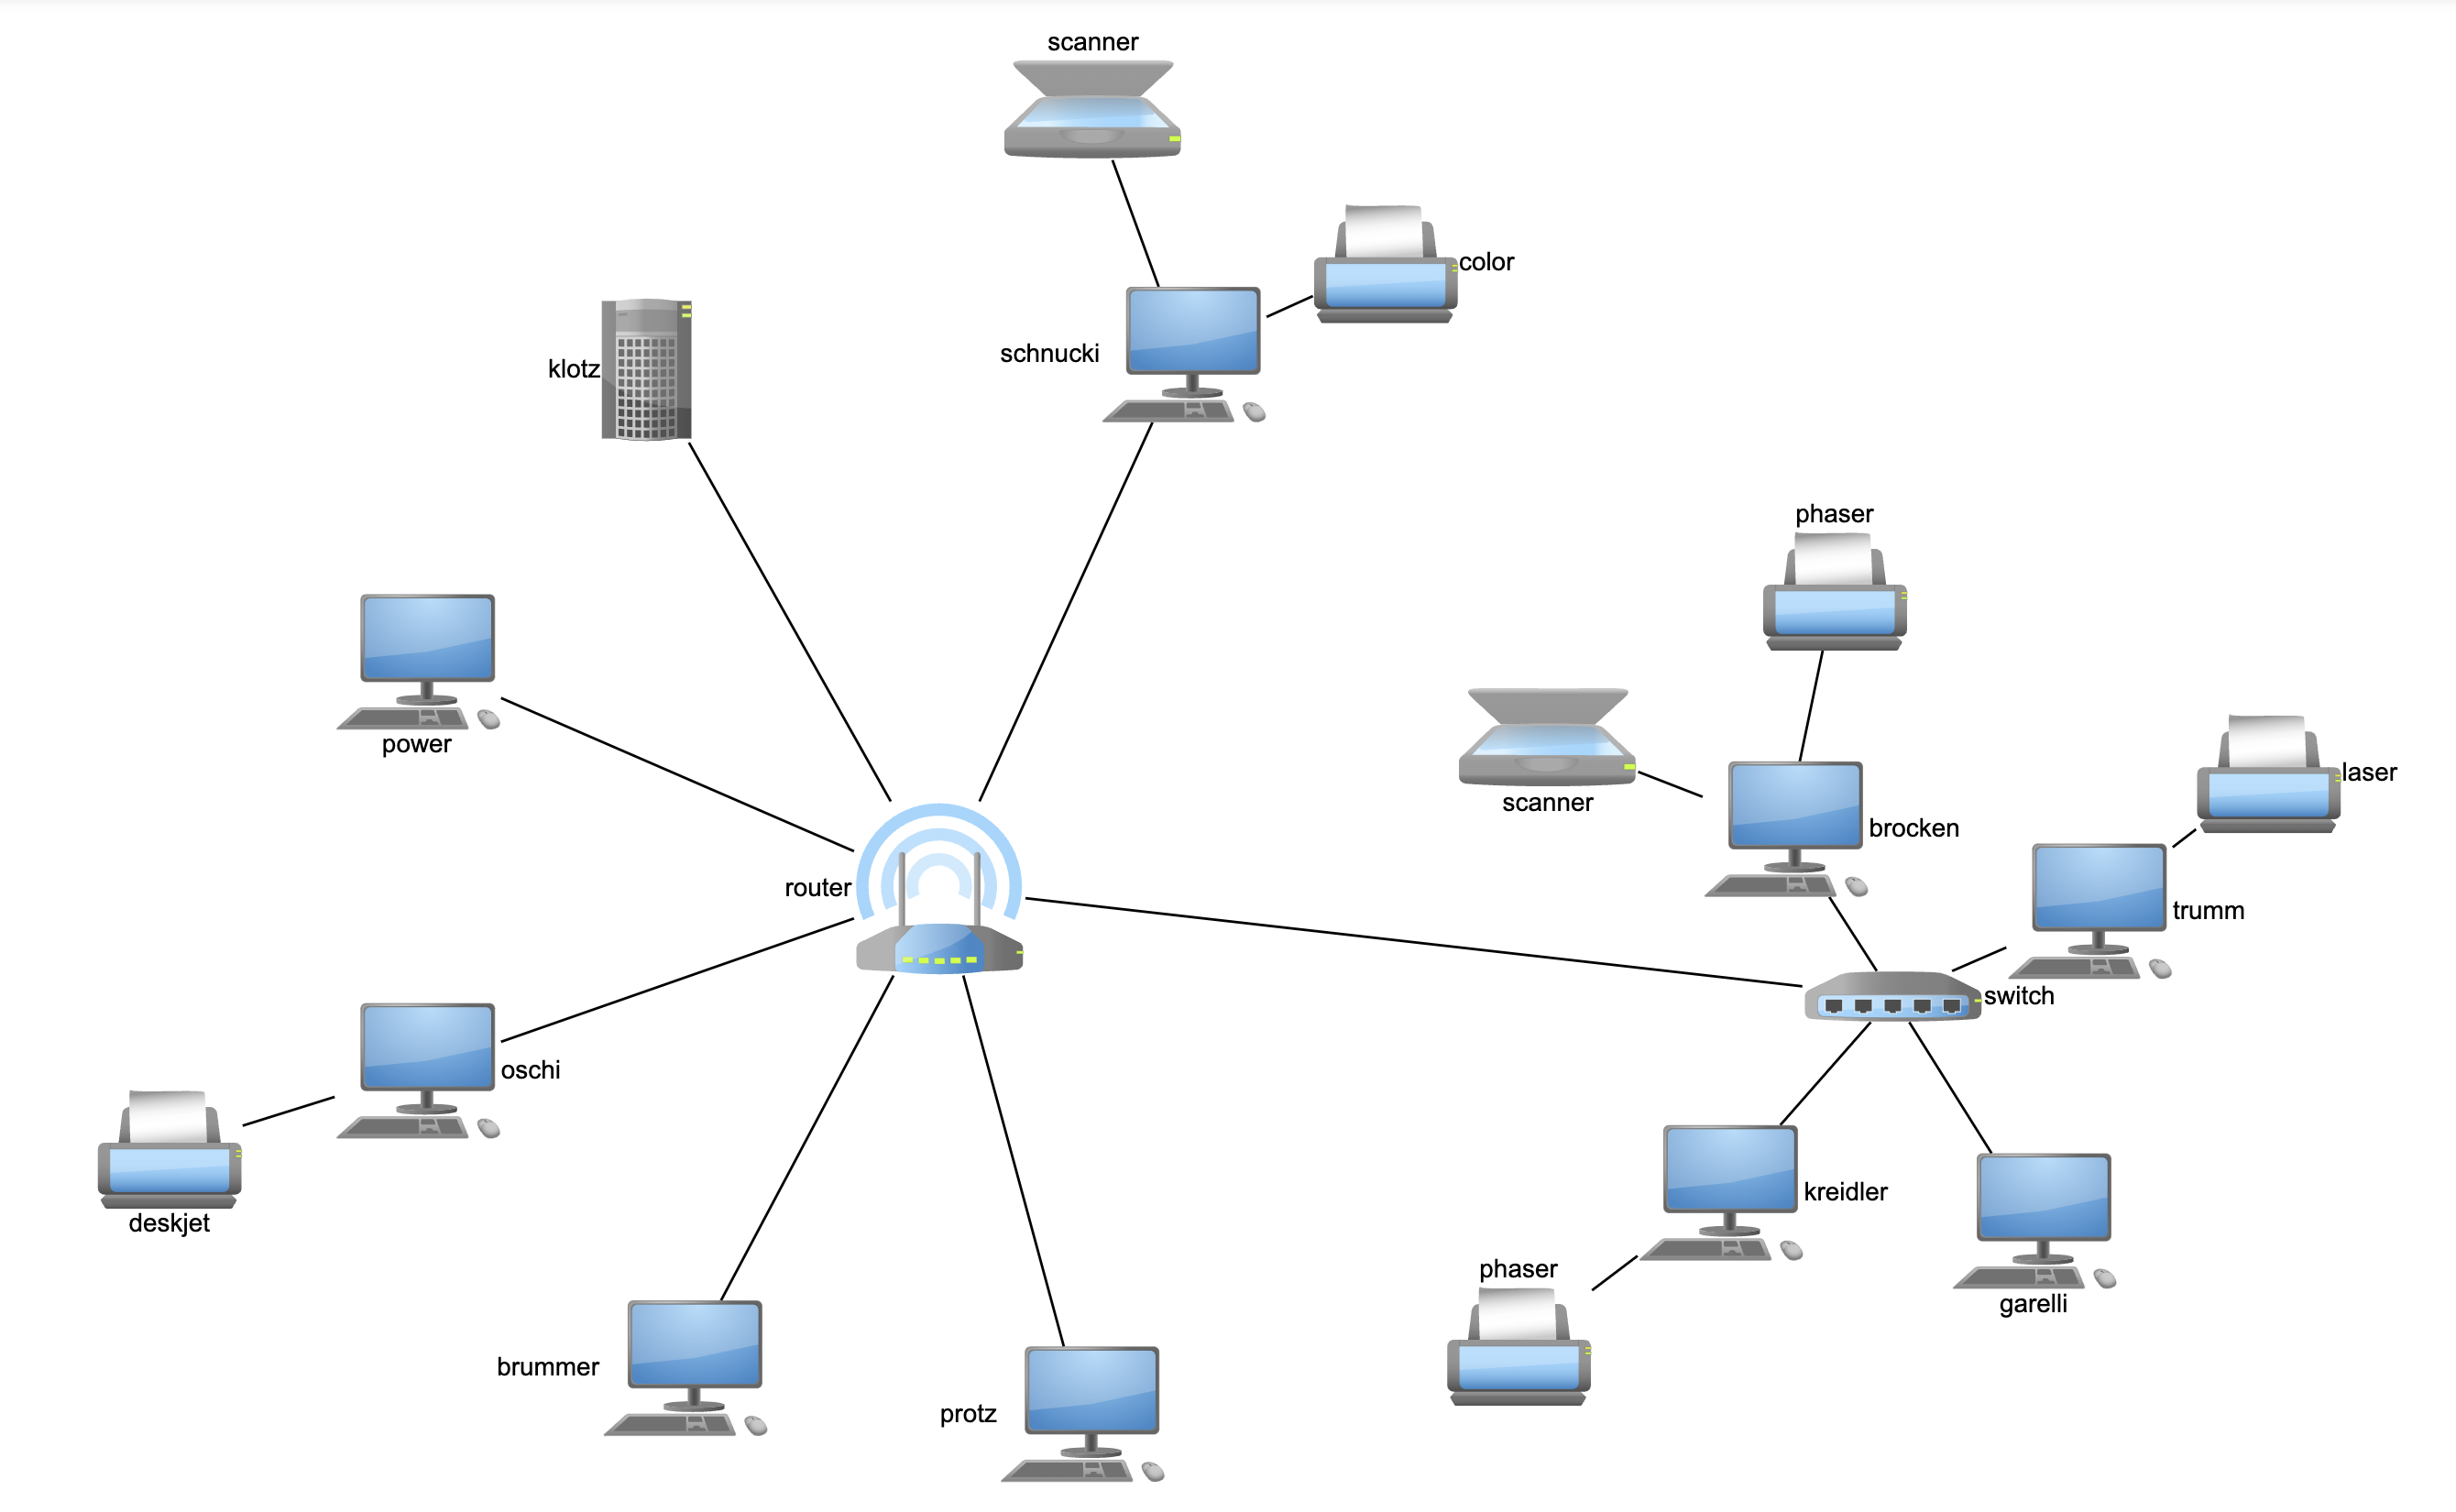 scanner
color
schnucki
klotz
phaser
power
laser
scanner
brocken
router
trumm
switch
oschi
kreidler
deskjet
phaser
garelli
brummer
protz